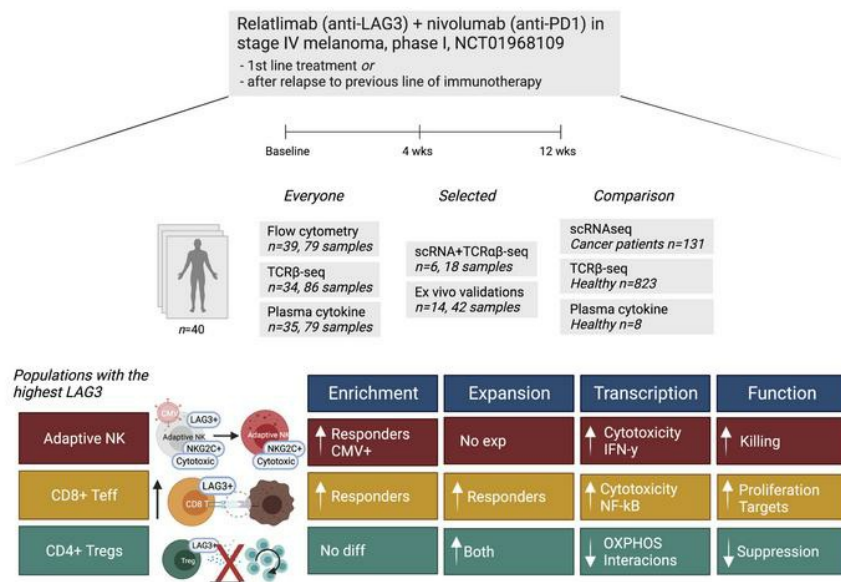 Relatlimab (anti-LAG3) + nivolumab (anti-PD1) in
stage IV melanoma, phase I, NCT01968109
- 1st line treatment or
- after relapse to previous line of immunotherapy
Baseline
4 wks
12 wks
Everyone
Selected
Comparison
Flow cytometry
n=39, 79 samples
TCRβ-seq
n=34, 86 samples
Plasma cytokine
n=35, 79 samples
scRNA+TCRαβ-seq
n=6, 18 samples
Ex vivo validations
n=14, 42 samples
scRNAseq
Cancer patients n=131
TCRβ-seq
Healthy n=823
Plasma cytokine
Healthy n=8
n=40
Populations with the
highest LAG3
Enrichment
Expansion
Transcription
Function
Adaptive NK
CMV
LAG3+
Adaptive NK
NKG2C+
Cytotoxic
Adaptive NK
NKG2C+
Cytotoxic
Responders
CMV+
No exp
Cytotoxicity
IFN-y
Killing
CD8+ Teff
LAG3+
CD8 T
Responders
Responders
Cytotoxicity
NF-kB
Proliferation
Targets
CD4+ Tregs
LAG3+
Treg
No diff
Both
OXPHOS
Interacions
Suppression